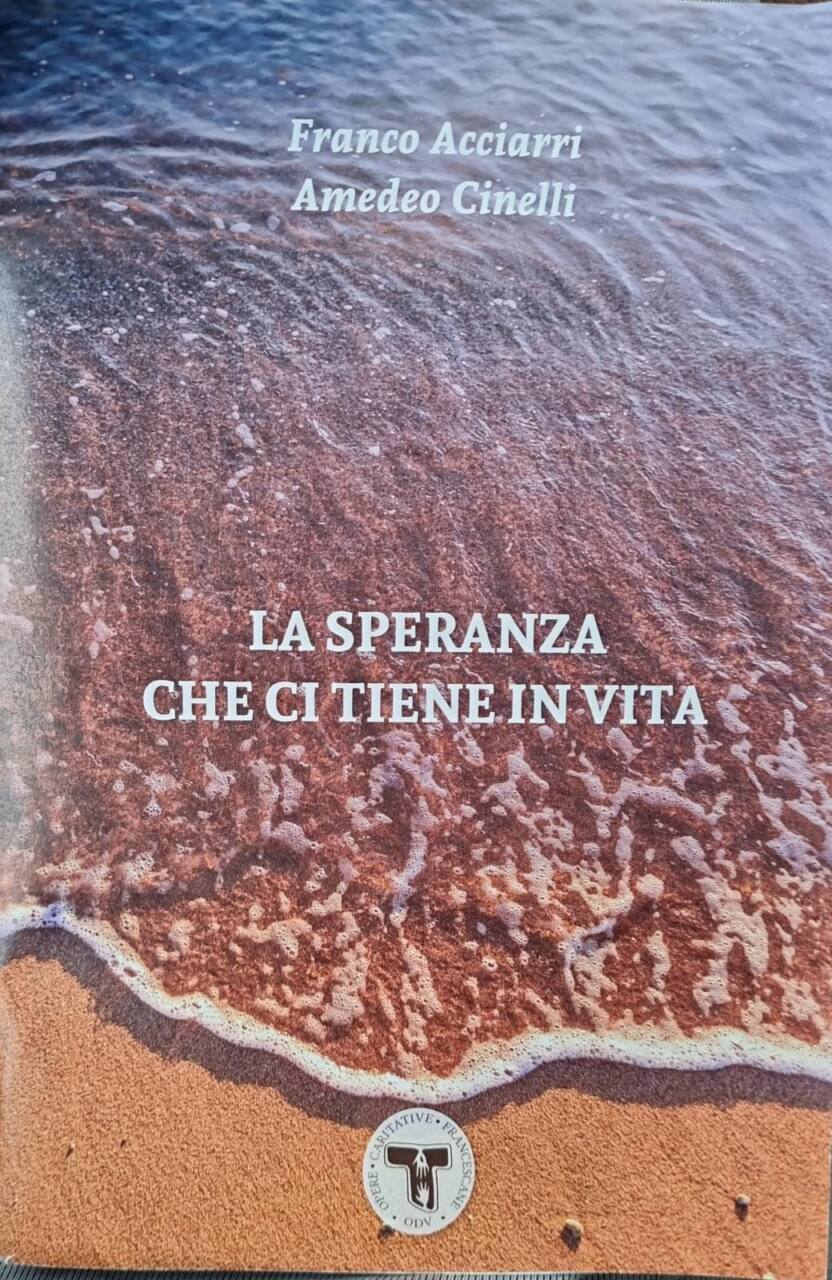 Franco Acciarri
Amedeo Cinelli
LA SPERANZA
CHE CI TIENE IN VITA
OPERE • CARITATIVE • FRANCESCANE
• ODV •